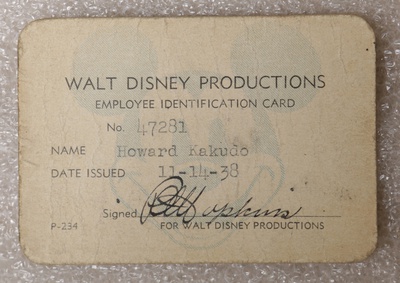 WALT DISNEY PRODUCTIONS
EMPLOYEE IDENTIFICATION CARD
No. 47281
NAME Howard Kakudo
DATE ISSUED 11-14-38
Signed Hopkins
P-234 FOR WALT DISNEY PRODUCTIONS